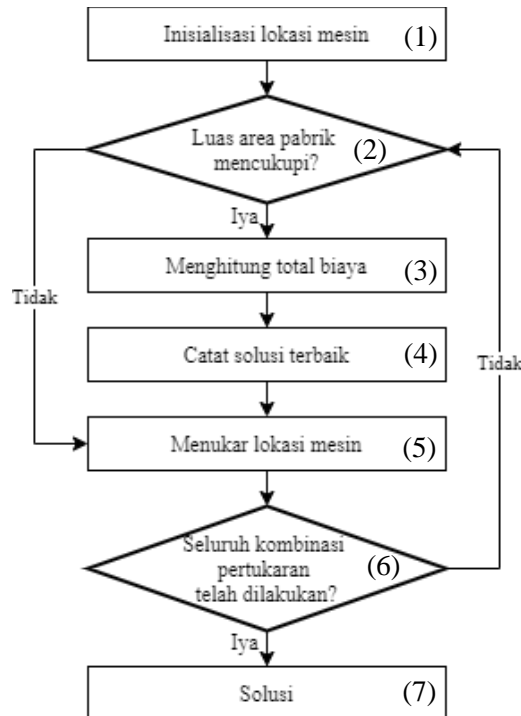 Inisialisasi lokasi mesin (1)
Luas area pabrik
mencukupi? (2)
Iya
Menghitung total biaya (3)
Tidak
Catat solusi terbaik (4)
Tidak
Menukar lokasi mesin (5)
Seluruh kombinasi
pertukaran (6)
telah dilakukan?
Iya
Solusi (7)